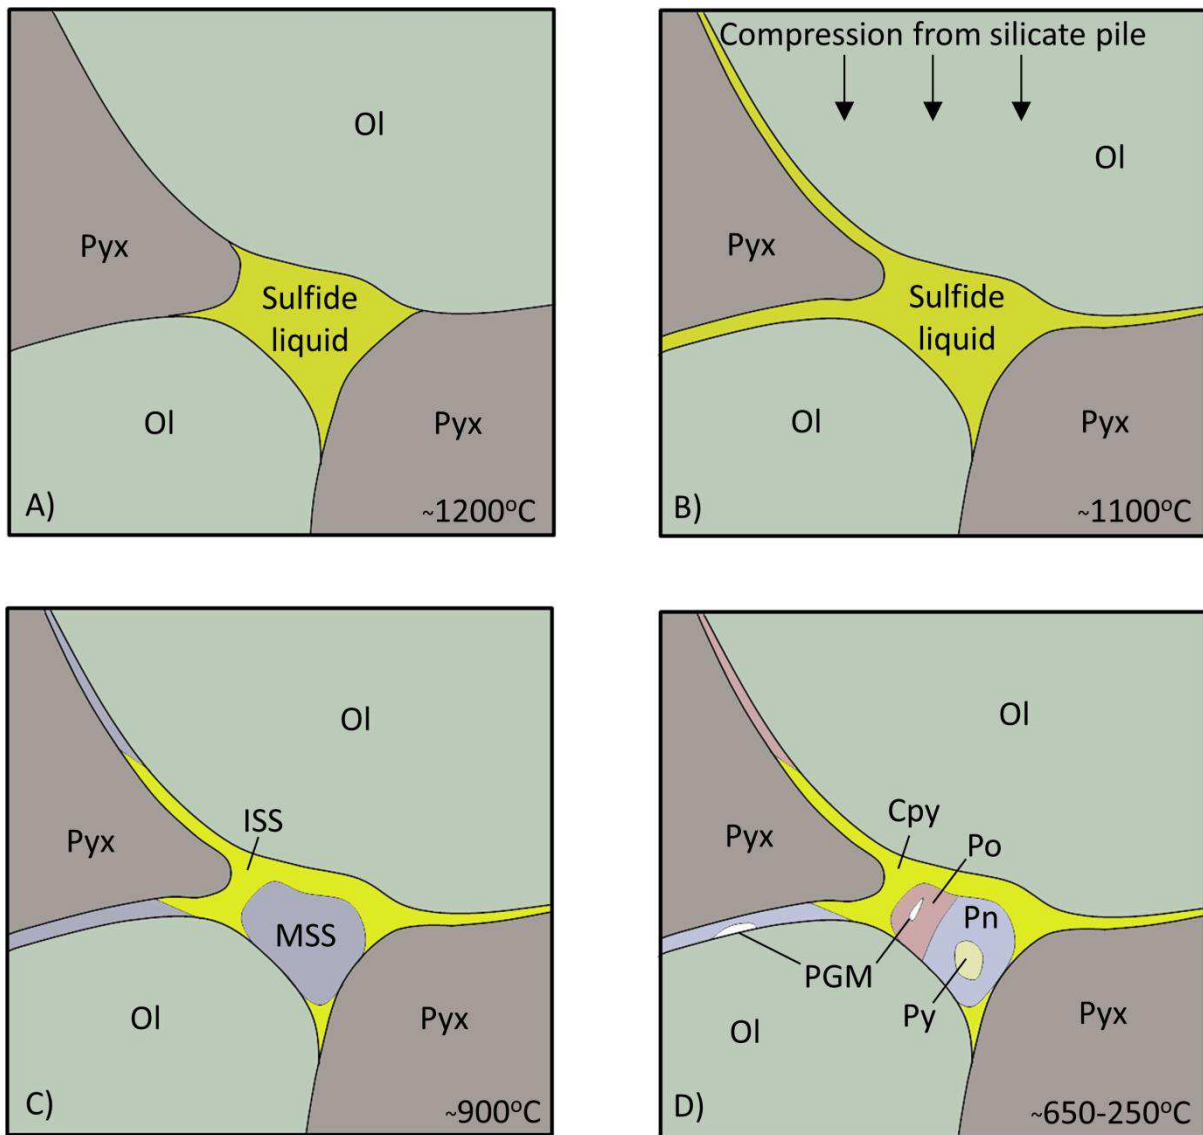 Ol
Pyx
Sulfide
liquid
Ol
Pyx
A)
~1200°C
Compression from silicate pile
Ol
Pyx
Sulfide
liquid
Ol
Pyx
B)
~1100°C
Ol
ISS
Pyx
MSS
Ol
Pyx
C)
~900°C
Ol
Cpy
Pyx
Po
Pn
PGM
Py
Ol
Pyx
D)
~650-250°C